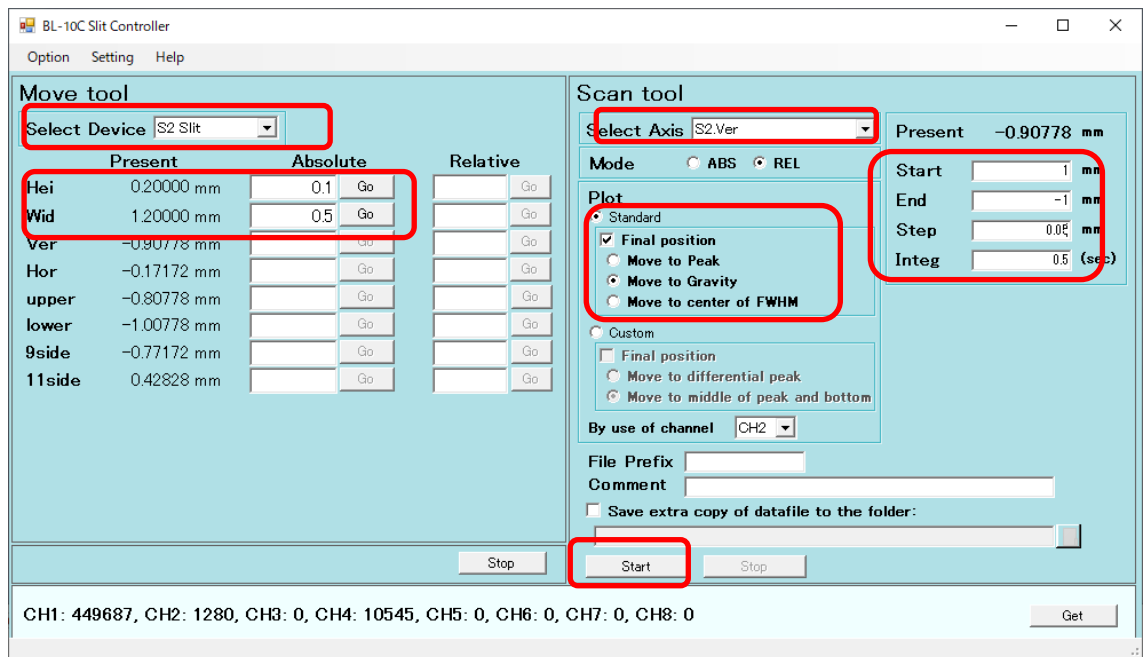 BL-10C Slit Controller
Option Setting Help
Move tool
Select Device S2 Slit
Present Absolute Relative
Hei 0.20000 mm 0.1 Go Go
Wid 1.20000 mm 0.5 Go Go
Ver -0.90778 mm Go Go
Hor -0.17172 mm Go Go
upper -0.80778 mm Go Go
lower -1.00778 mm Go Go
9side -0.77172 mm Go Go
11side 0.42828 mm Go Go
Stop
Scan tool
Select Axis S2.Ver
Mode ABS REL
Plot
Standard
Final position
Move to Peak
Move to Gravity
Move to center of FWHM
Custom
Final position
Move to differential peak
Move to middle of peak and bottom
By use of channel CH2
Present -0.90778 mm
Start 1 mm
End -1 mm
Step 0.05 mm
Integ 0.5 (sec)
File Prefix
Comment
Save extra copy of datafile to the folder:
Start Stop
CH1: 449687, CH2: 1280, CH3: 0, CH4: 10545, CH5: 0, CH6: 0, CH7: 0, CH8: 0
Get